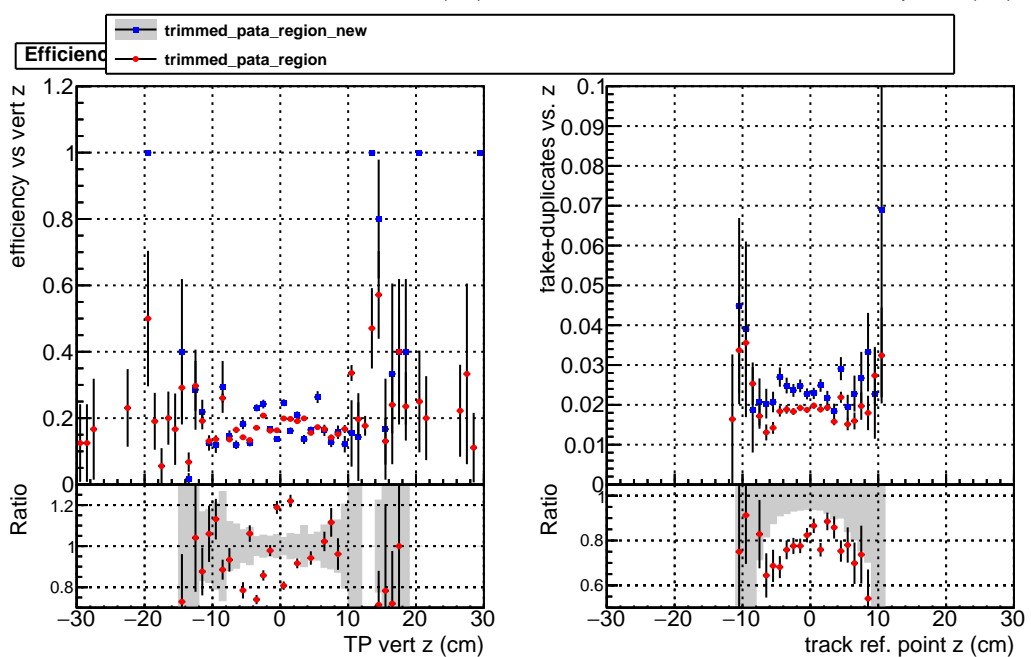 trimmed_pata_region_new
trimmed_pata_region
Efficienc
efficiency vs vert z
1.2
1
0.8
0.6
0.4
0.2
0
Ratio
1.2
1
0.8
−30 −20 −10 0 10 20 30
TP vert z (cm)
fake+duplicates vs. z
0.1
0.09
0.08
0.07
0.06
0.05
0.04
0.03
0.02
0.01
0
Ratio
1
0.8
0.6
−30 −20 −10 0 10 20 30
track ref. point z (cm)